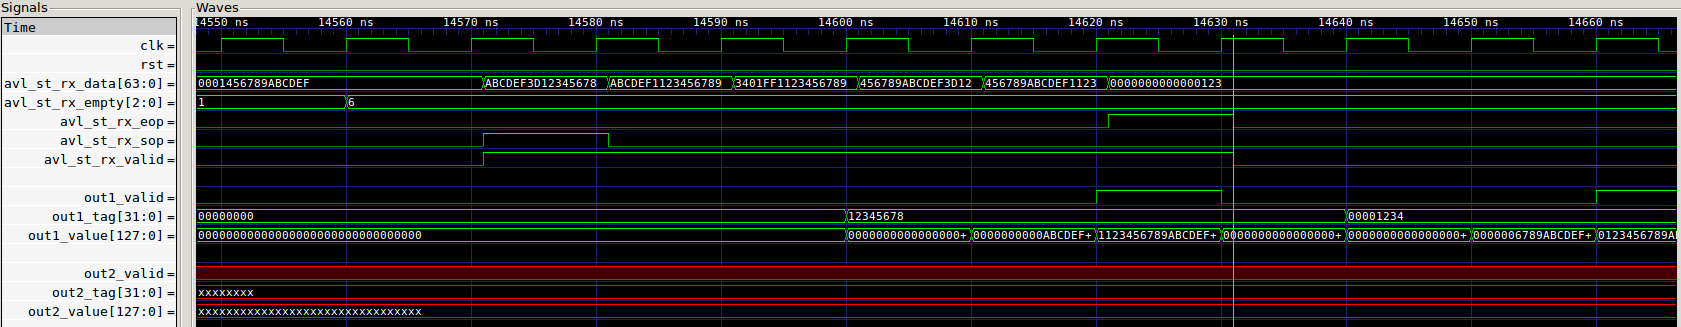 Signals Waves
Time 14550 ns 14560 ns 14570 ns 14580 ns 14590 ns 14600 ns 14610 ns 14620 ns 14630 ns 14640 ns 14650 ns 14660 ns
clk =
rst =
avl_st_rx_data[63:0] = 0001456789ABCDEF ABCDEF3D12345678 ABCDEF1123456789 3401FF1123456789 456789ABCDEF3D12 456789ABCDEF1123 0000000000000123
avl_st_rx_empty[2:0] = 1 6
avl_st_rx_eop =
avl_st_rx_sop =
avl_st_rx_valid =
out1_valid =
out1_tag[31:0] = 00000000 12345678 00001234
out1_value[127:0] = 00000000000000000000000000000000 0000000000000000+ 0000000000ABCDEF+ 1123456789ABCDEF+ 0000000000000000+ 0000000000000000+ 0000006789ABCDEF+ 0123456789A
out2_valid =
out2_tag[31:0] = xxxxxxxx
out2_value[127:0] = xxxxxxxxxxxxxxxxxxxxxxxxxxxxxxxx